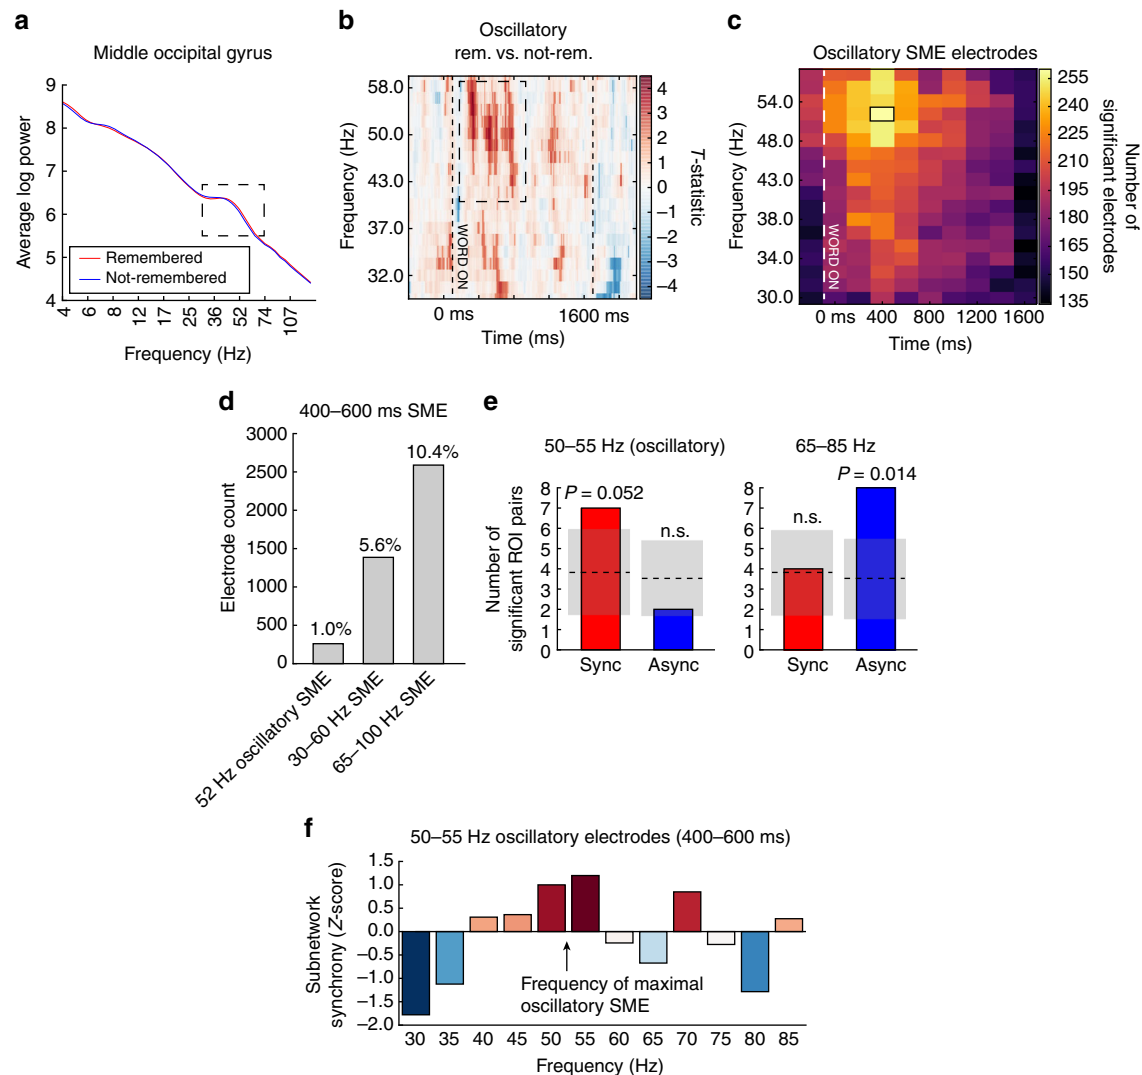 a
Middle occipital gyrus
Average log power
9
8
7
6
5
4
Remembered
Not-remembered
4 6 8 12 17 25 36 52 74 107
Frequency (Hz)
b
Oscillatory
rem. vs. not-rem.
Frequency (Hz)
58.0
50.0
43.0
37.0
32.0
WORD ON
0 ms 1600 ms
Time (ms)
4
3
2
1
0
−1
−2
−3
−4
T-statistic
c
Oscillatory SME electrodes
Frequency (Hz)
54.0
48.0
43.0
38.0
34.0
30.0
WORD ON
0 ms 400 800 1200 1600
Time (ms)
255
240
225
210
195
180
165
150
135
Number of
significant electrodes
d
400–600 ms SME
Electrode count
3000
2500
2000
1500
1000
500
0
1.0%
5.6%
10.4%
52 Hz oscillatory SME
30–60 Hz SME
65–100 Hz SME
e
50–55 Hz (oscillatory)
Number of
significant ROI pairs
8
7
6
5
4
3
2
1
0
P = 0.052
n.s.
Sync Async
65–85 Hz
8
7
6
5
4
3
2
1
0
n.s.
P = 0.014
Sync Async
f
50–55 Hz oscillatory electrodes (400–600 ms)
Subnetwork
synchrony (Z-score)
1.5
1.0
0.5
0.0
−0.5
−1.0
−1.5
−2.0
Frequency of maximal
oscillatory SME
30 35 40 45 50 55 60 65 70 75 80 85
Frequency (Hz)